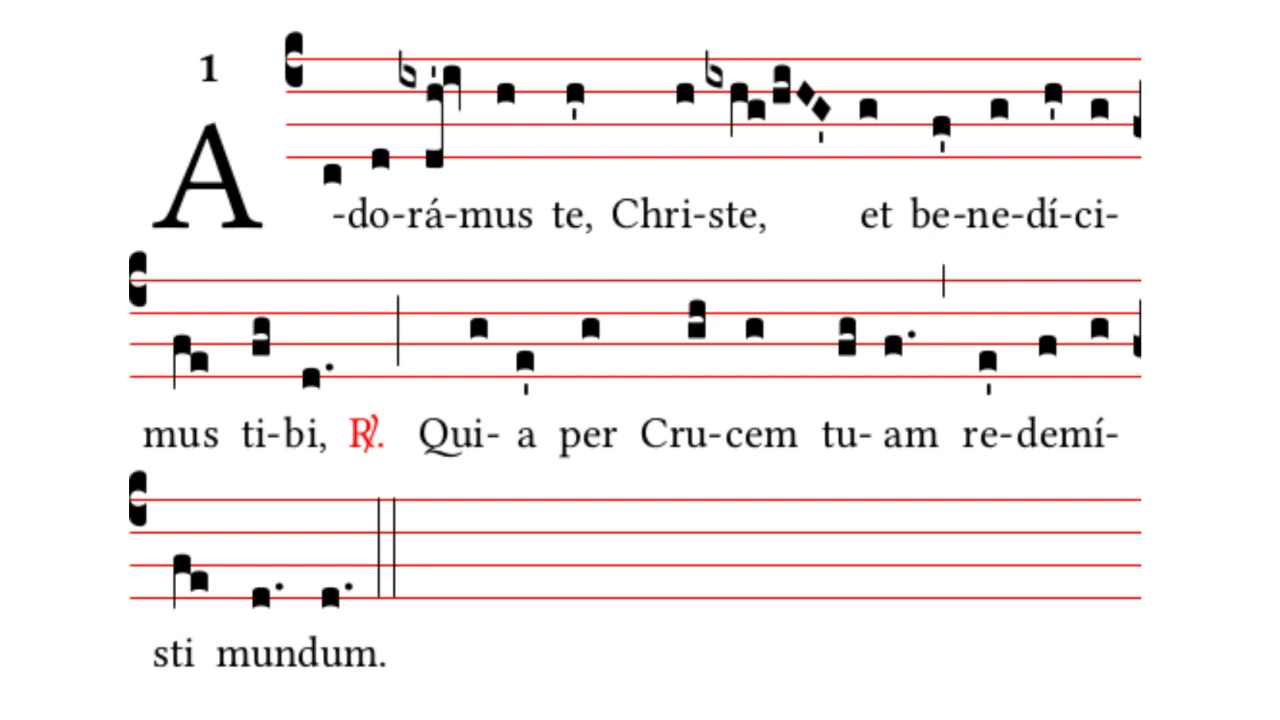 1
A-do-rá-mus te, Chri-ste, et be-ne-dí-ci-
mus ti-bi, ℟. Qui- a per Cru-cem tu- am re-demí-
sti mundum.